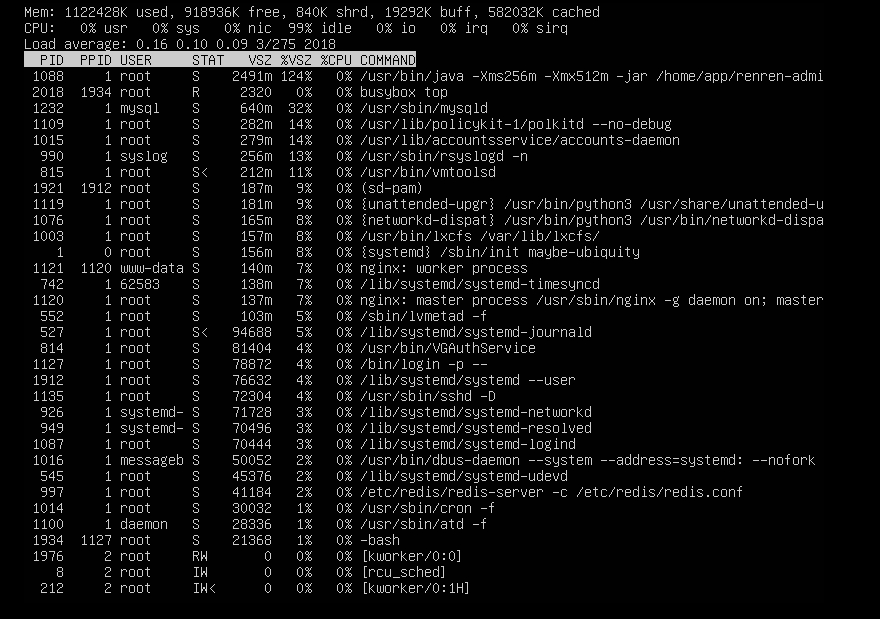 Mem: 1122428K used, 918936K free, 840K shrd, 19292K buff, 582032K cached
CPU:   0% usr   0% sys   0% nic  99% idle   0% io   0% irq   0% sirq
Load average: 0.16 0.10 0.09 3/275 2018
  PID  PPID USER     STAT   VSZ %VSZ %CPU COMMAND
 1088     1 root     S    2491m 124%   0% /usr/bin/java -Xms256m -Xmx512m -jar /home/app/renren-admi
 2018  1934 root     R     2320   0%   0% busybox top
 1232     1 mysql    S     640m  32%   0% /usr/sbin/mysqld
 1109     1 root     S     282m  14%   0% /usr/lib/policykit-1/polkitd --no-debug
 1015     1 root     S     279m  14%   0% /usr/lib/accountsservice/accounts-daemon
  990     1 syslog   S     256m  13%   0% /usr/sbin/rsyslogd -n
  815     1 root     S<    212m  11%   0% /usr/bin/vmtoolsd
 1921  1912 root     S     187m   9%   0% (sd-pam)
 1119     1 root     S     181m   9%   0% {unattended-upgr} /usr/bin/python3 /usr/share/unattended-u
 1076     1 root     S     165m   8%   0% {networkd-dispat} /usr/bin/python3 /usr/bin/networkd-dispa
 1003     1 root     S     157m   8%   0% /usr/bin/lxcfs /var/lib/lxcfs/
    1     0 root     S     156m   8%   0% {systemd} /sbin/init maybe-ubiquity
 1121  1120 www-data S     140m   7%   0% nginx: worker process
  742     1 62583    S     138m   7%   0% /lib/systemd/systemd-timesyncd
 1120     1 root     S     137m   7%   0% nginx: master process /usr/sbin/nginx -g daemon on; master
  552     1 root     S     103m   5%   0% /sbin/lvmetad -f
  527     1 root     S<   94688   5%   0% /lib/systemd/systemd-journald
  814     1 root     S    81404   4%   0% /usr/bin/VGAuthService
 1127     1 root     S    78872   4%   0% /bin/login -p --
 1912     1 root     S    76632   4%   0% /lib/systemd/systemd --user
 1135     1 root     S    72304   4%   0% /usr/sbin/sshd -D
  926     1 systemd- S    71728   3%   0% /lib/systemd/systemd-networkd
  949     1 systemd- S    70496   3%   0% /lib/systemd/systemd-resolved
 1087     1 root     S    70444   3%   0% /lib/systemd/systemd-logind
 1016     1 messageb S    50052   2%   0% /usr/bin/dbus-daemon --system --address=systemd: --nofork
  545     1 root     S    45376   2%   0% /lib/systemd/systemd-udevd
  997     1 root     S    41184   2%   0% /etc/redis/redis-server -c /etc/redis/redis.conf
 1014     1 root     S    30032   1%   0% /usr/sbin/cron -f
 1100     1 daemon   S    28336   1%   0% /usr/sbin/atd -f
 1934  1127 root     S    21368   1%   0% -bash
 1976     2 root     RW       0   0%   0% [kworker/0:0]
    8     2 root     IW       0   0%   0% [rcu_sched]
  212     2 root     IW<      0   0%   0% [kworker/0:1H]